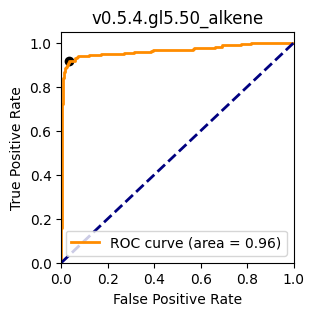 v0.5.4.gl5.50_alkene
True Positive Rate
1.0
0.8
0.6
0.4
0.2
0.0
ROC curve (area = 0.96)
0.0 0.2 0.4 0.6 0.8 1.0
False Positive Rate